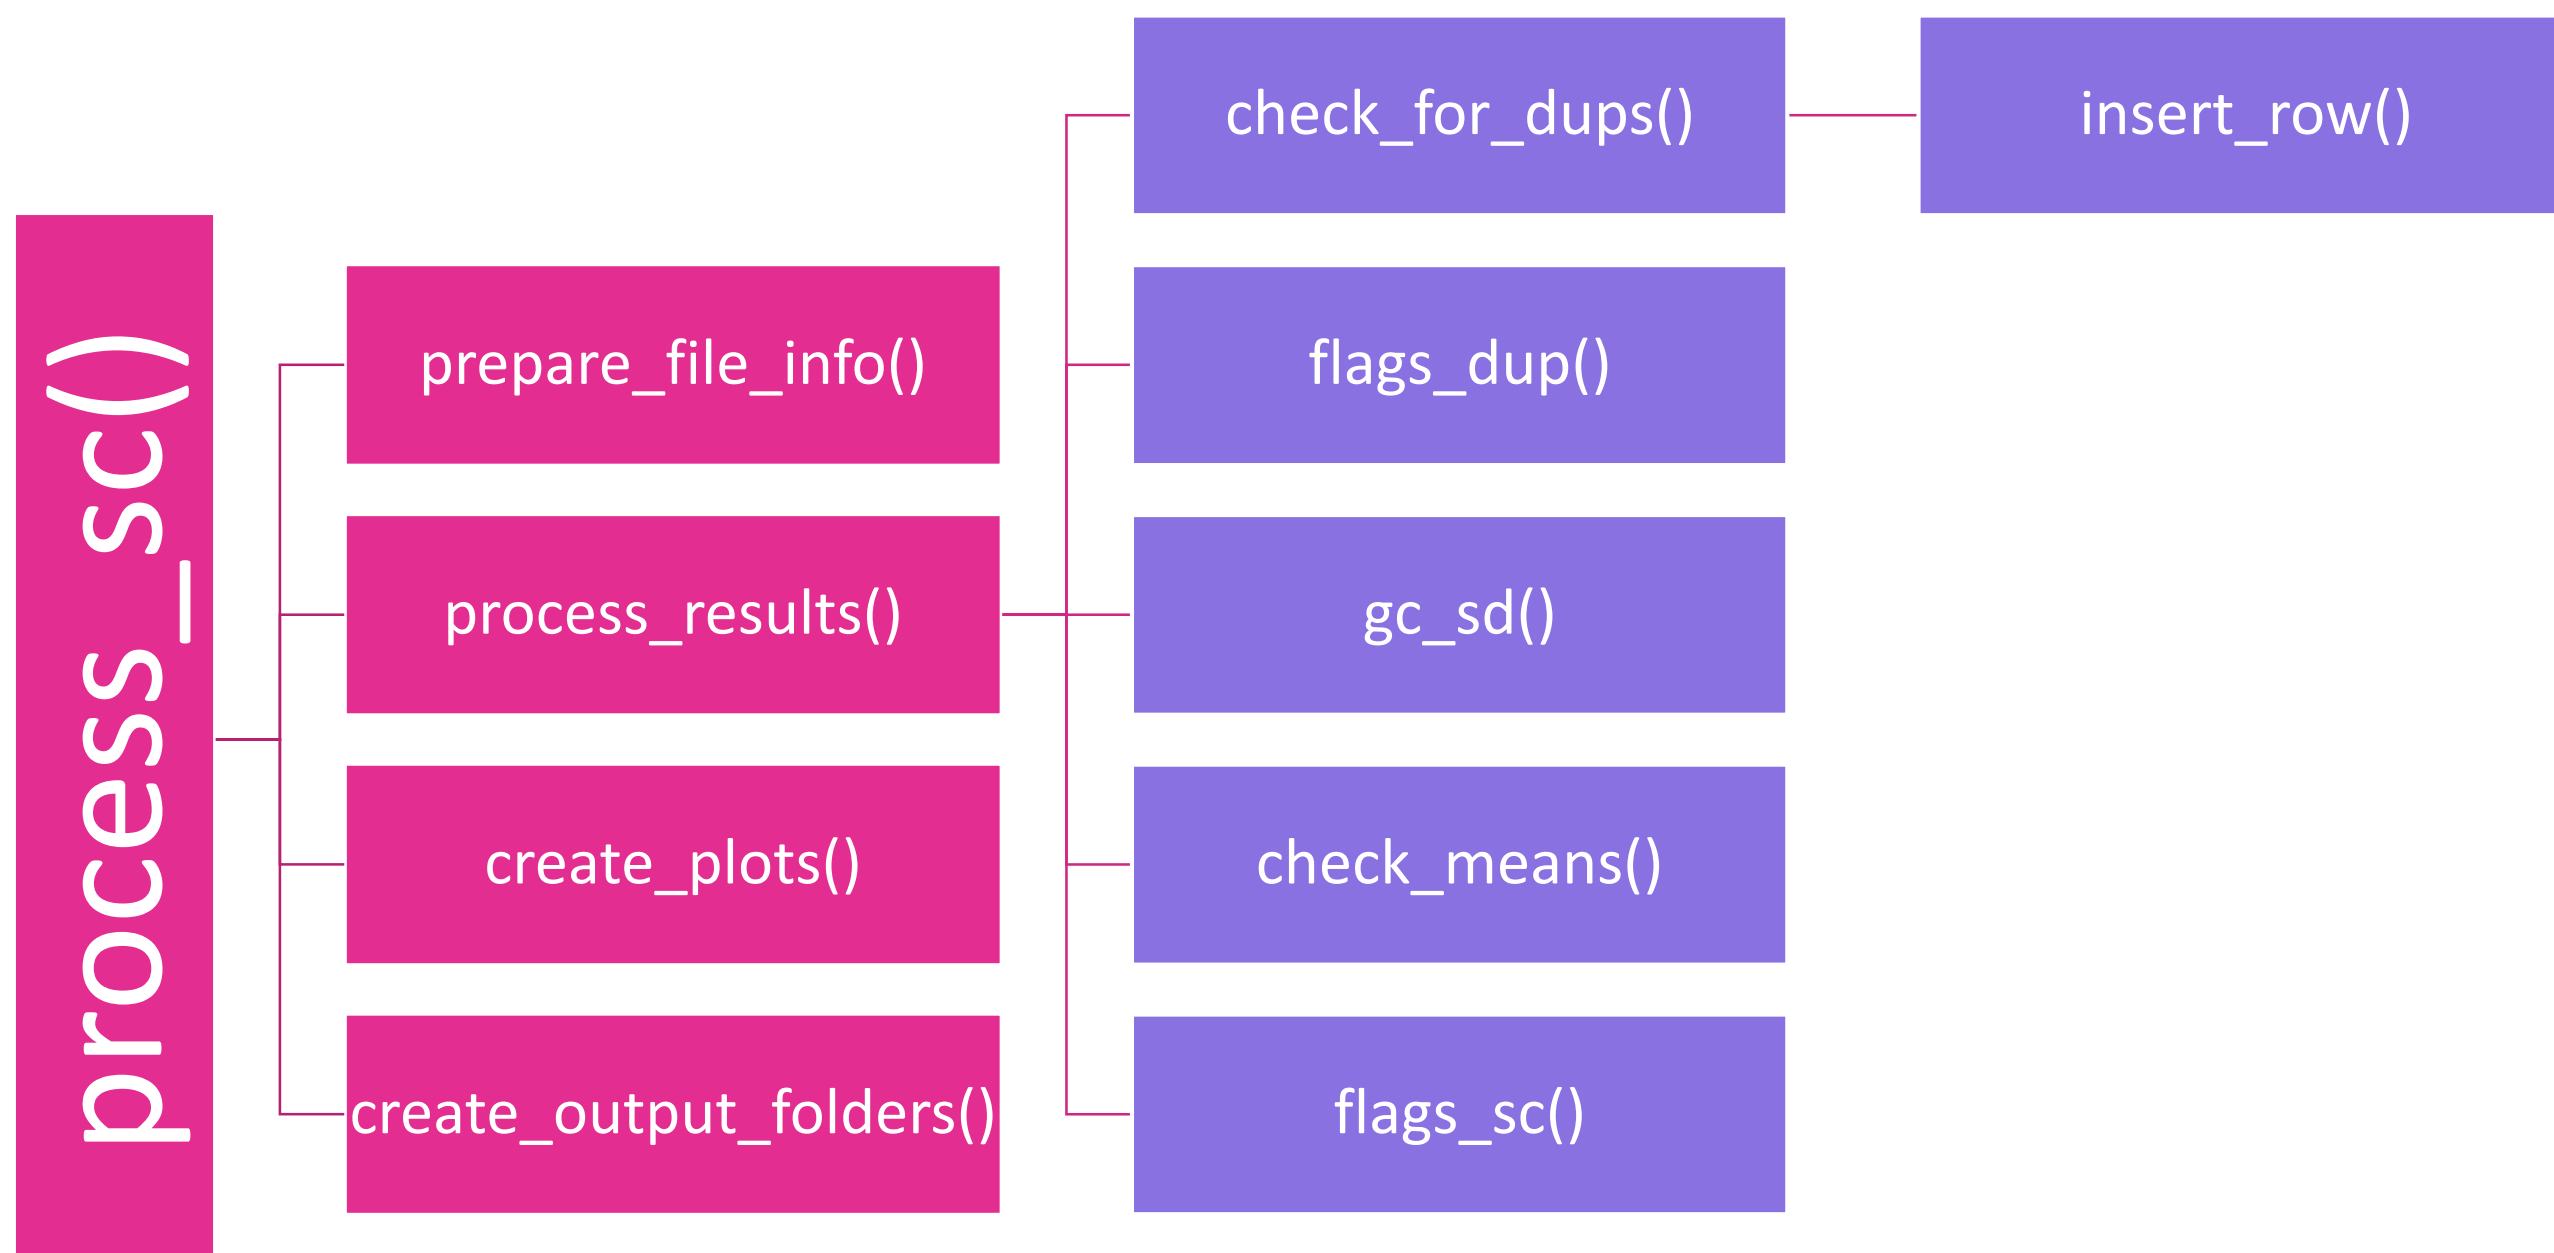 process_sc()
prepare_file_info()
process_results()
create_plots()
create_output_folders()
check_for_dups()
flags_dup()
gc_sd()
check_means()
flags_sc()
insert_row()